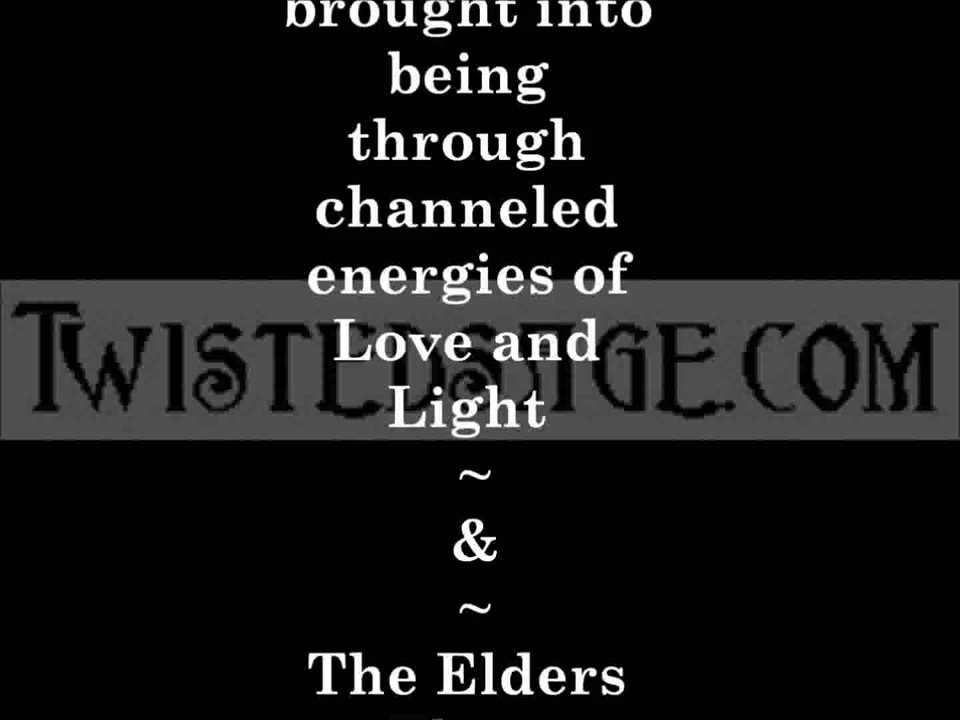 brought into
being
through
channeled
energies of
Love and
Light
~
&
~
The Elders